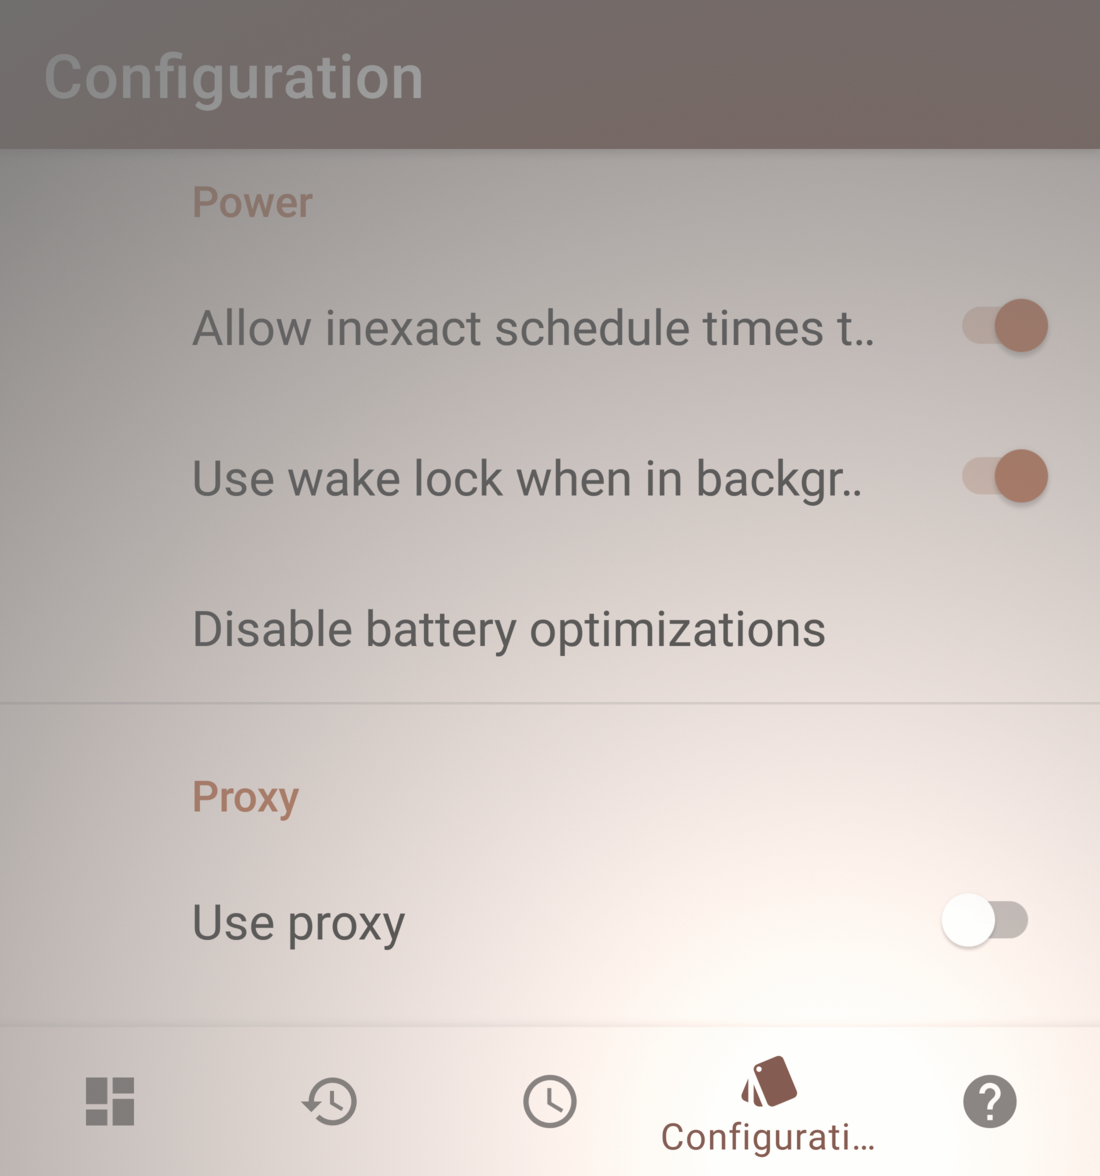 Configuration
Power
Allow inexact schedule times t..
Use wake lock when in backgr..
Disable battery optimizations
Proxy
Use proxy
?
Configurati...